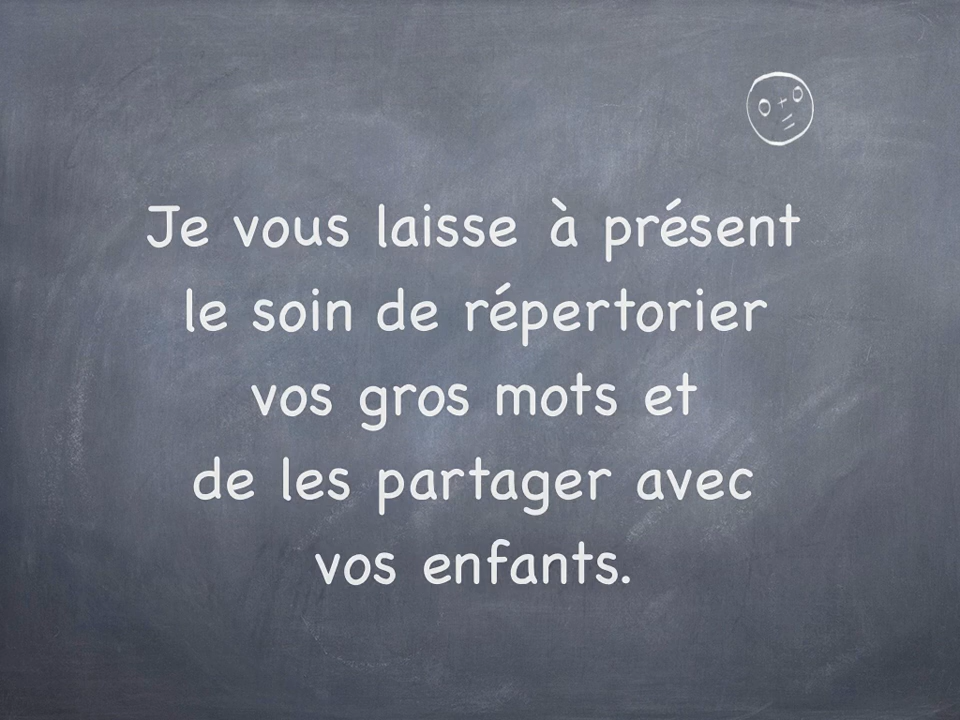 Je vous laisse à présent
le soin de répertorier
vos gros mots et
de les partager avec
vos enfants.